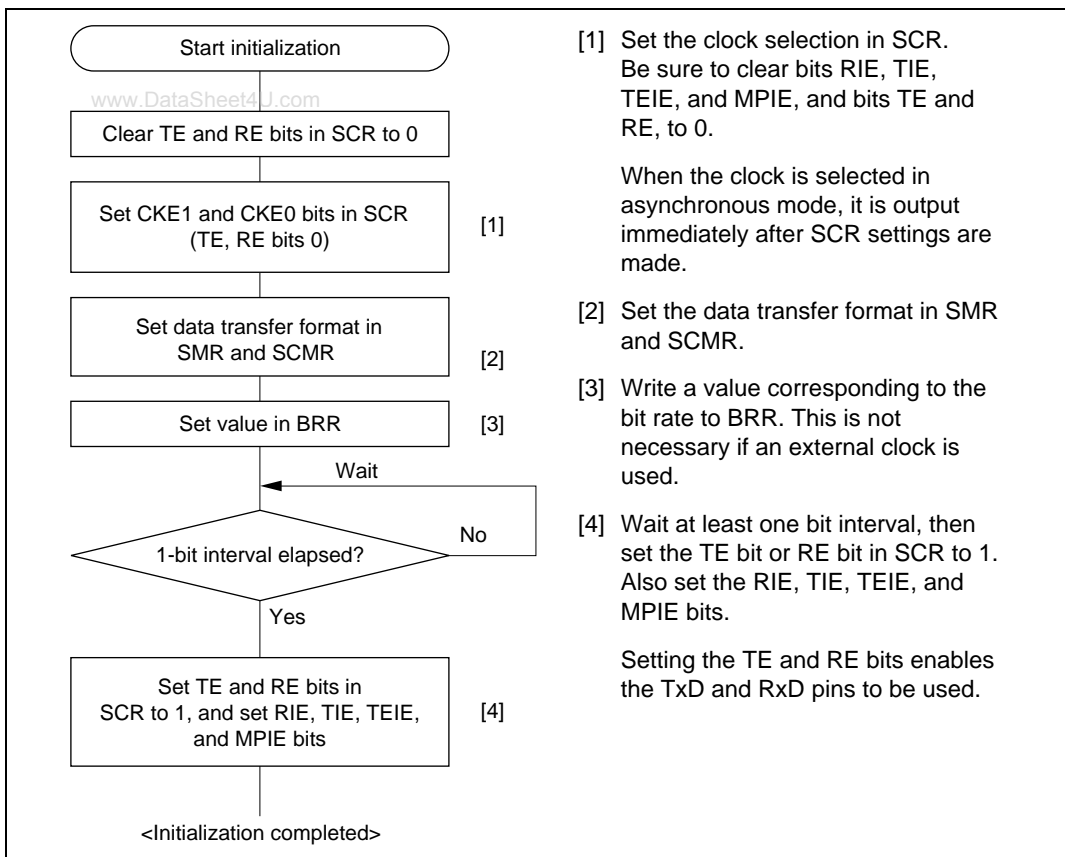 Start initialization
www.DataSheet4U.com
Clear TE and RE bits in SCR to 0
Set CKE1 and CKE0 bits in SCR
(TE, RE bits 0)
[1]
Set data transfer format in
SMR and SCMR
[2]
Set value in BRR
[3]
Wait
No
1-bit interval elapsed?
Yes
Set TE and RE bits in
SCR to 1, and set RIE, TIE, TEIE,
and MPIE bits
[4]
<Initialization completed>
[1] Set the clock selection in SCR.
Be sure to clear bits RIE, TIE,
TEIE, and MPIE, and bits TE and
RE, to 0.
When the clock is selected in
asynchronous mode, it is output
immediately after SCR settings are
made.
[2] Set the data transfer format in SMR
and SCMR.
[3] Write a value corresponding to the
bit rate to BRR. This is not
necessary if an external clock is
used.
[4] Wait at least one bit interval, then
set the TE bit or RE bit in SCR to 1.
Also set the RIE, TIE, TEIE, and
MPIE bits.
Setting the TE and RE bits enables
the TxD and RxD pins to be used.